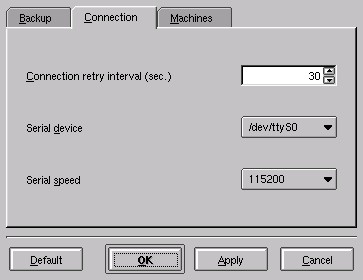 Backup Connection Machines
Connection retry interval (sec.) 30
Serial device /dev/ttyS0
Serial speed 115200
Default OK Apply Cancel